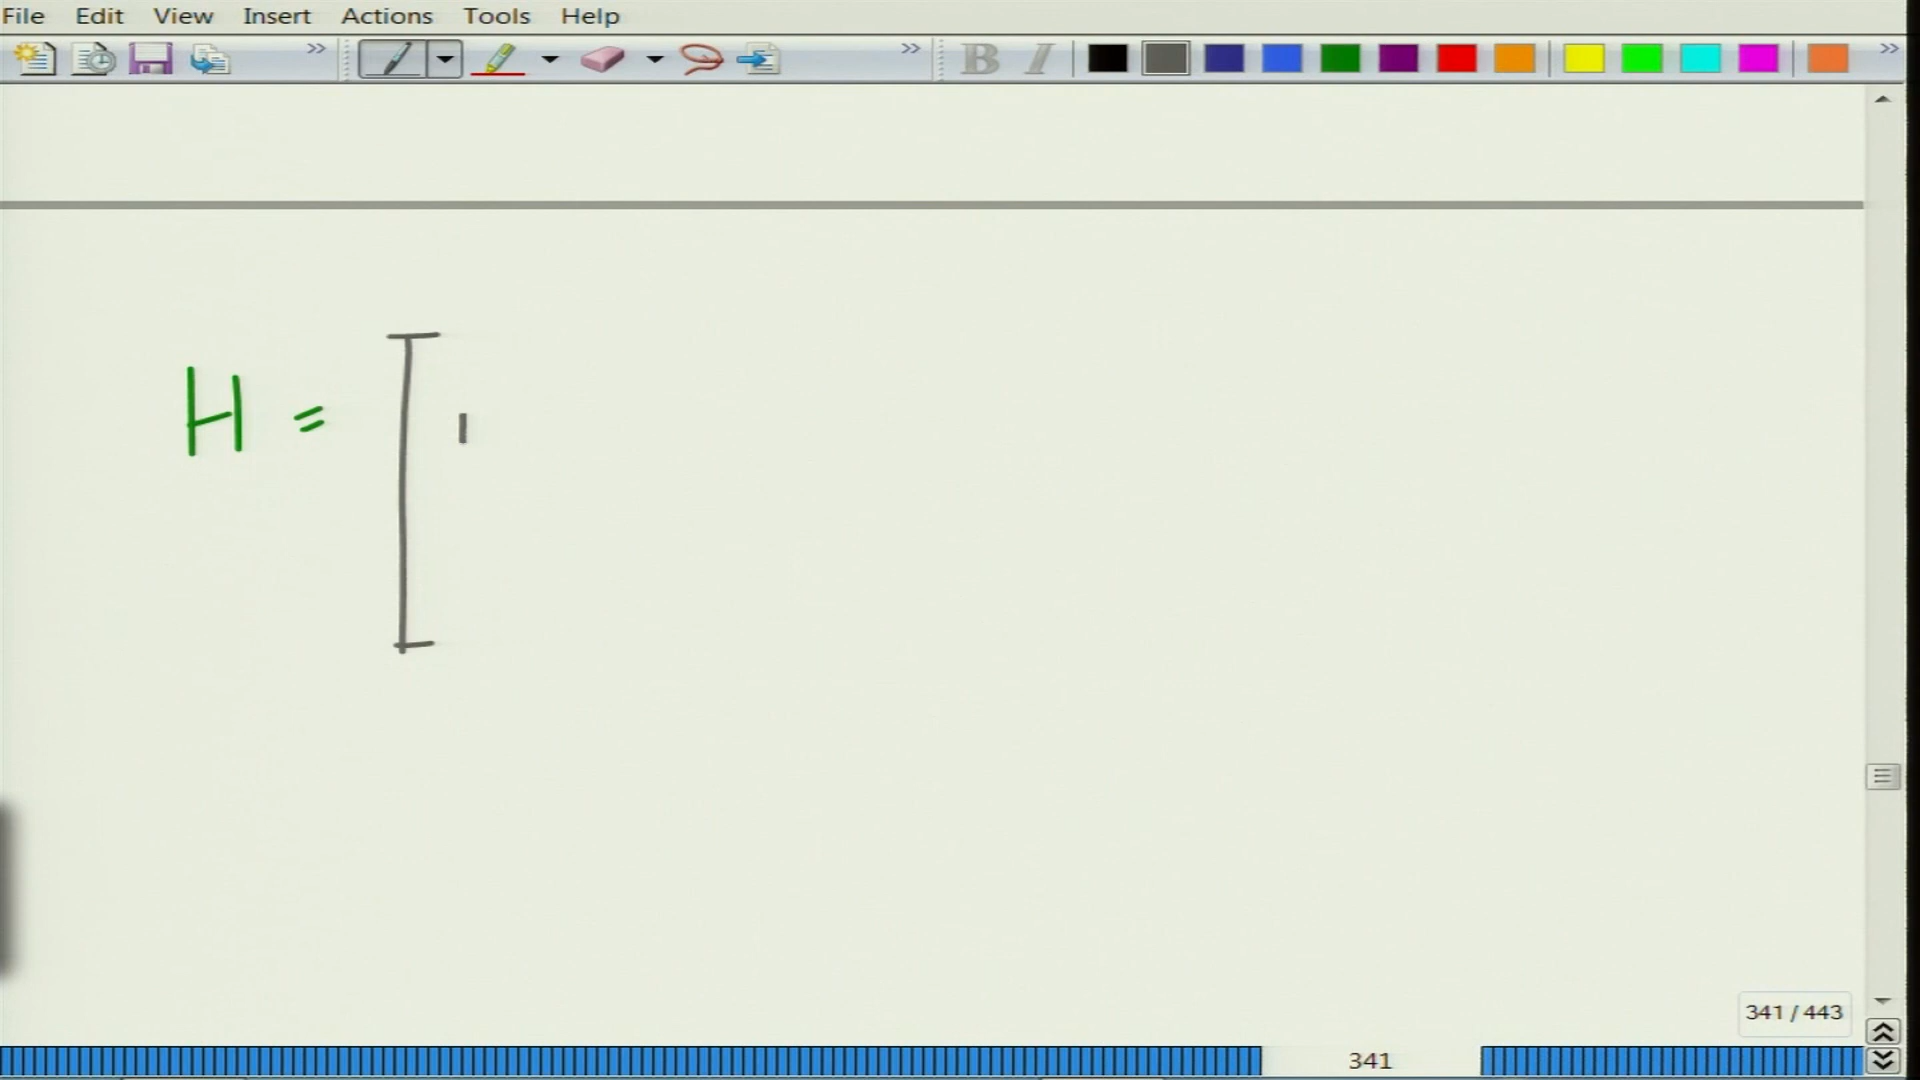 File Edit View Insert Actions Tools Help
B I
H = [ 1
341 / 443
341